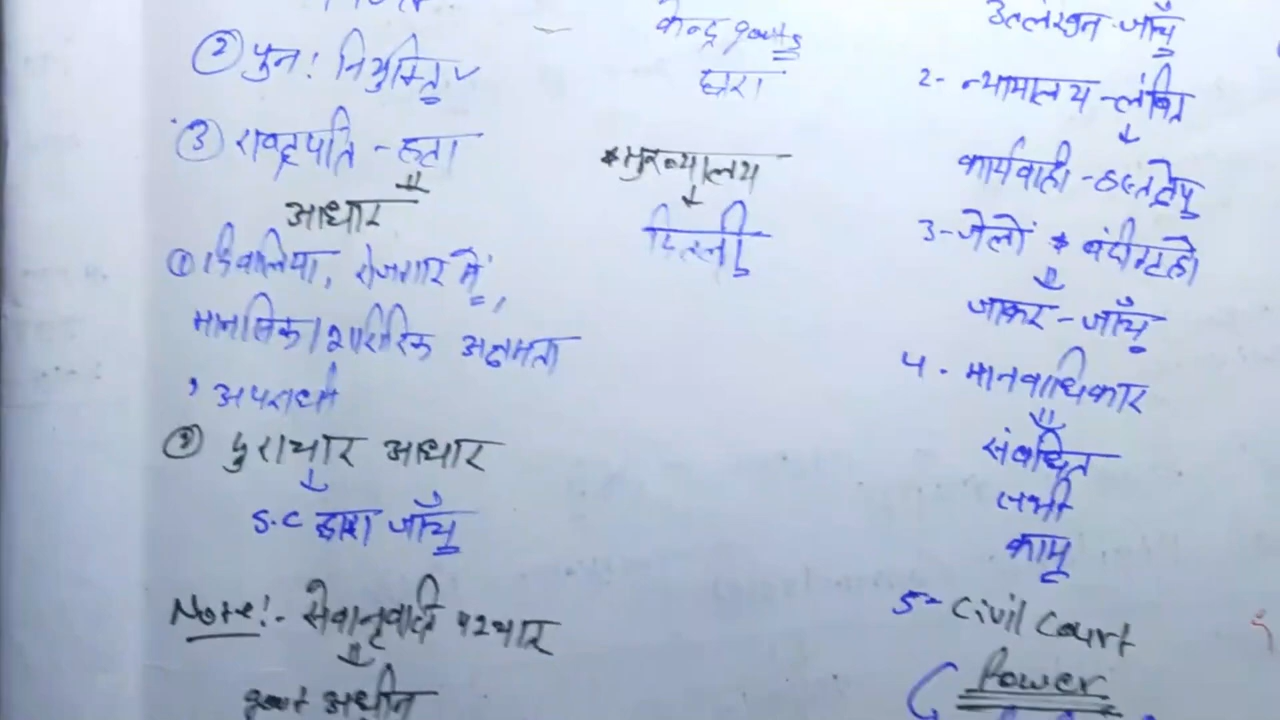 ② पुनः नियुक्ति ✓
③ राष्ट्रपति - हटा
⇓
आधार
① दिवालिया, रोजगार में,
मानसिक/शारीरिक अक्षमता
, अपराधी
② दुराचार आधार
↓
S.C द्वारा जाँच
Note:- सेवानृवति पश्चात
⇓
govt अधीन
केन्द्र govt
द्वारा
* मुख्यालय
↓
दिल्ली
उल्लंघन - जाँच
2- न्यायालय - लंबित
↓
कार्यवाही - हस्तक्षेप
3- जेलों * बंदीगृहों
⇓
जाकर - जाँच
4. मानवाधिकार
⇓
संबंधित
सभी
काम
5- Civil Court
Power